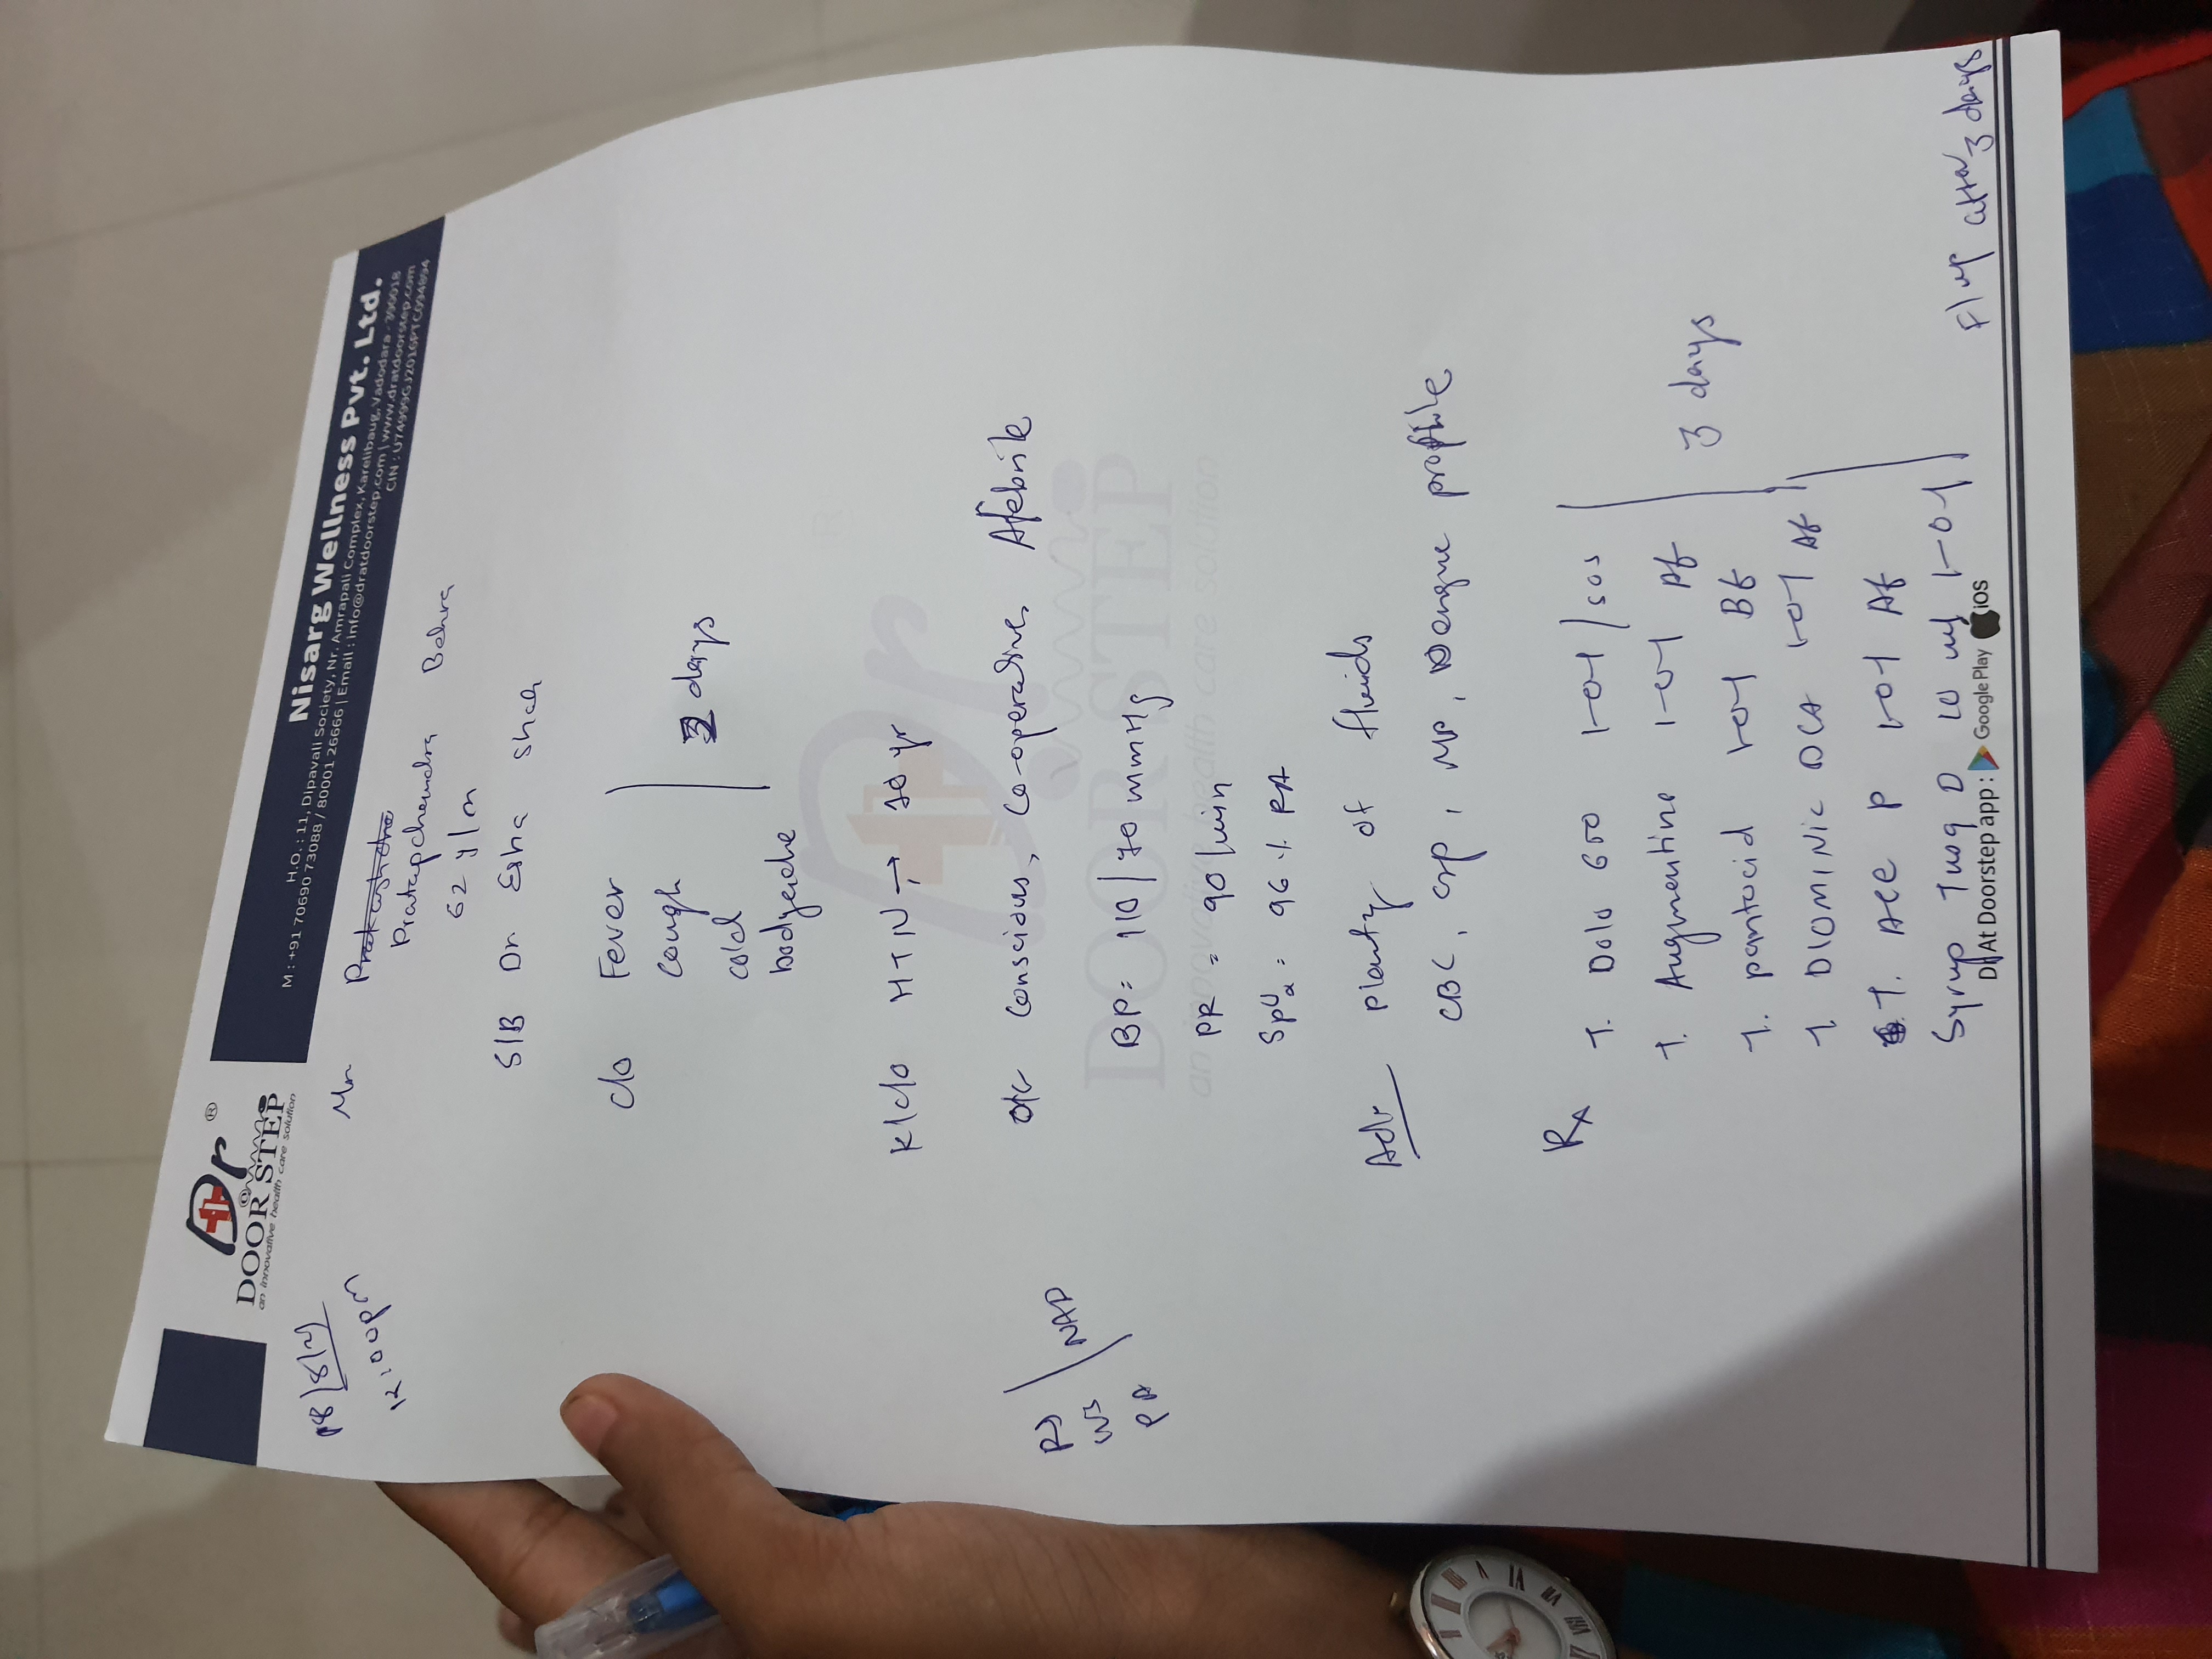 Dr ®
DOOR STEP
an innovative health care solution
Nisarg Wellness Pvt. Ltd.
H.O. : 11, Dipavali Society, Nr. Amrapali Complex, Karelibaug, Vadodara - 390018
M : +91 70690 73088 / 80001 26666 | Email : info@dratdoorstep.com | www.dratdoorstep.com
CIN : U74999GJ2016PTC094894
18/8/21
12:00pm
Mr
Pratapchandra Behra
62 y/m
S/B Dr. Esha Shah
c/o Fever
cough
cold
bodyache
3 days
K/c/o HTN → 10 yr
o/e conscious, co-operative, Afebrile
RS
CVS
PA
NAD
BP= 110/70 mmHg
PR = 90/min
SpO2 = 96 % RA
Adv plenty of fluids
CBC, crp, MP, Dengue profile
Rx
T. Dolo 650 1-0-1/sos
T. Augmentine 1-0-1 Af
T. pantocid 1-0-1 Bf
T. DIOMINIC DCA 1-0-1 Af
T. Ace P 1-0-1 Af
Syrup Tusq D 10 ml 1-0-1
3 days
F/up after 3 days
Dr At Doorstep app : Google Play iOS